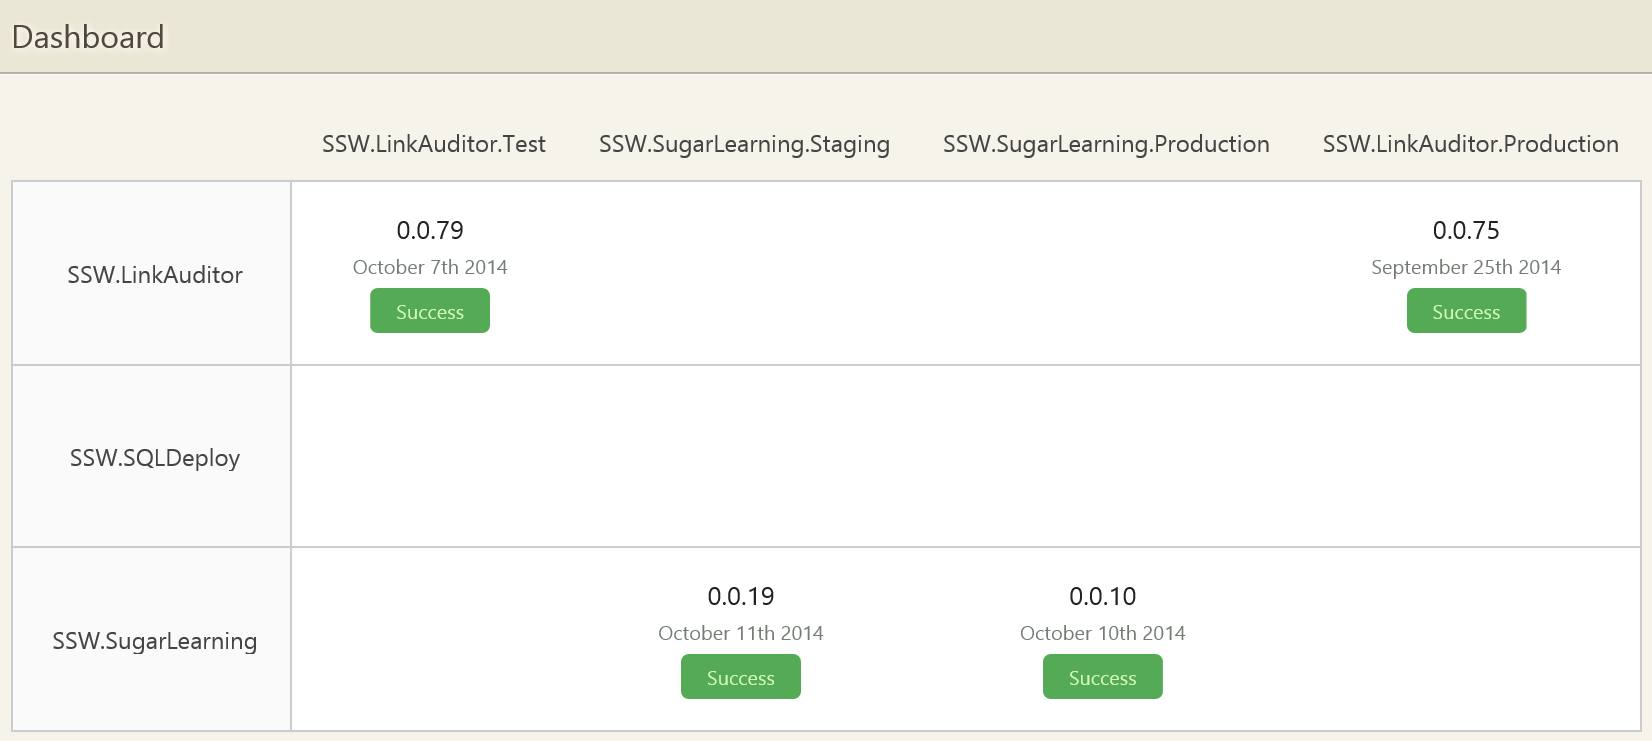 Dashboard
SSW.LinkAuditor.Test SSW.SugarLearning.Staging SSW.SugarLearning.Production SSW.LinkAuditor.Production
SSW.LinkAuditor
0.0.79
October 7th 2014
Success
0.0.75
September 25th 2014
Success
SSW.SQLDeploy
SSW.SugarLearning
0.0.19
October 11th 2014
Success
0.0.10
October 10th 2014
Success